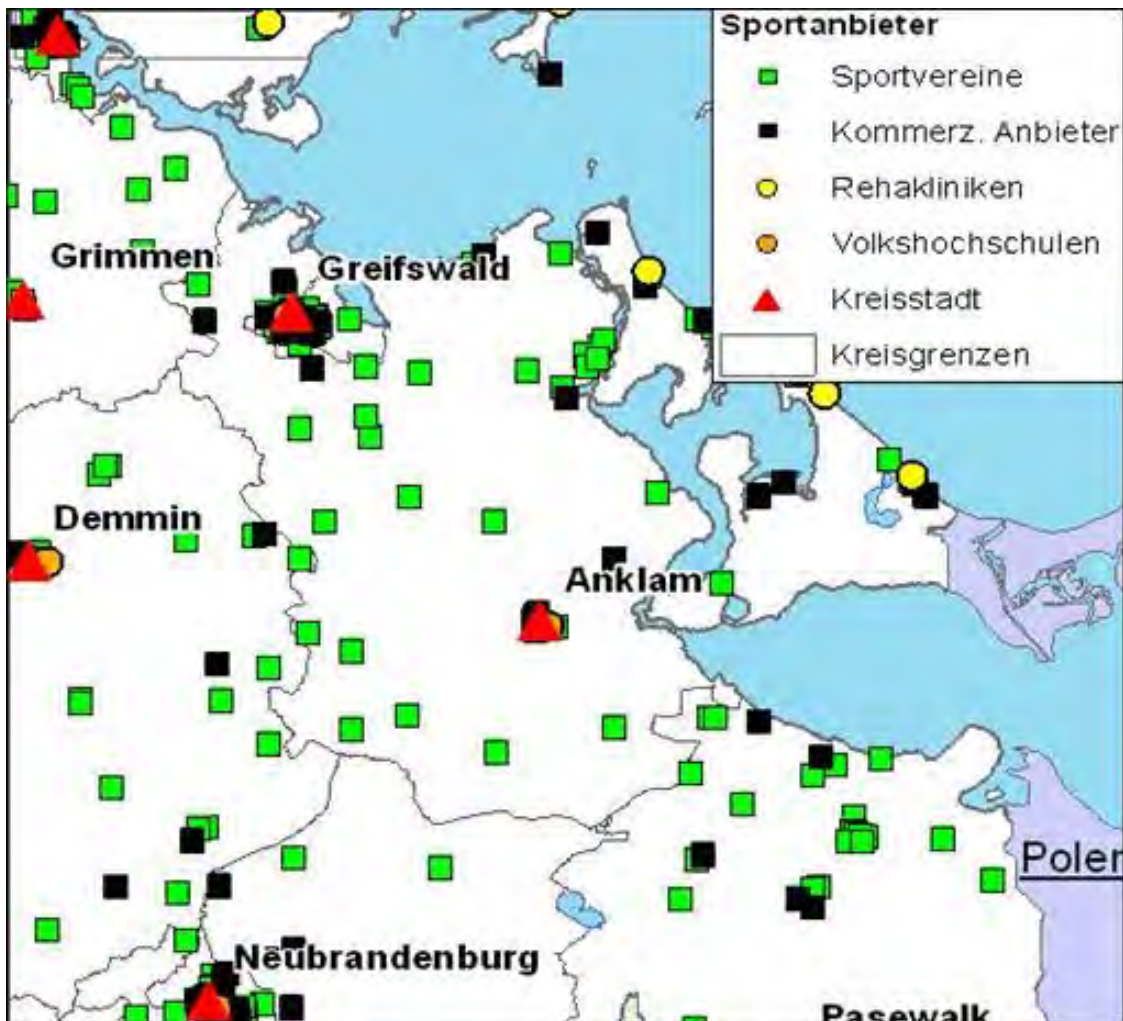 Sportanbieter
Sportvereine
Kommerz. Anbieter
Rehakliniken
Volkshochschulen
Kreisstadt
Kreisgrenzen
Grimmen
Greifswald
Demmin
Anklam
Polen
Neubrandenburg
Pasewalk